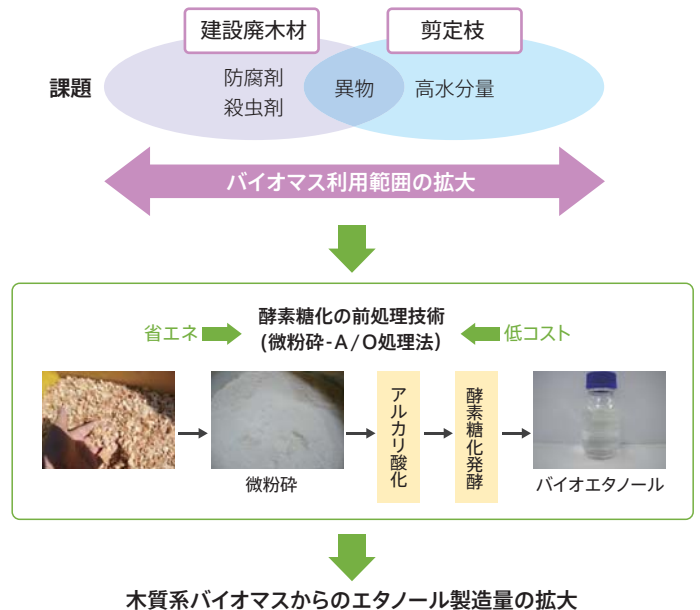 建設廃木材
剪定枝
課題
防腐剤
殺虫剤
異物
高水分量
バイオマス利用範囲の拡大
酵素糖化の前処理技術
(微粉砕-A/O処理法)
省エネ
低コスト
微粉砕
アルカリ酸化
酵素糖化発酵
バイオエタノール
木質系バイオマスからのエタノール製造量の拡大